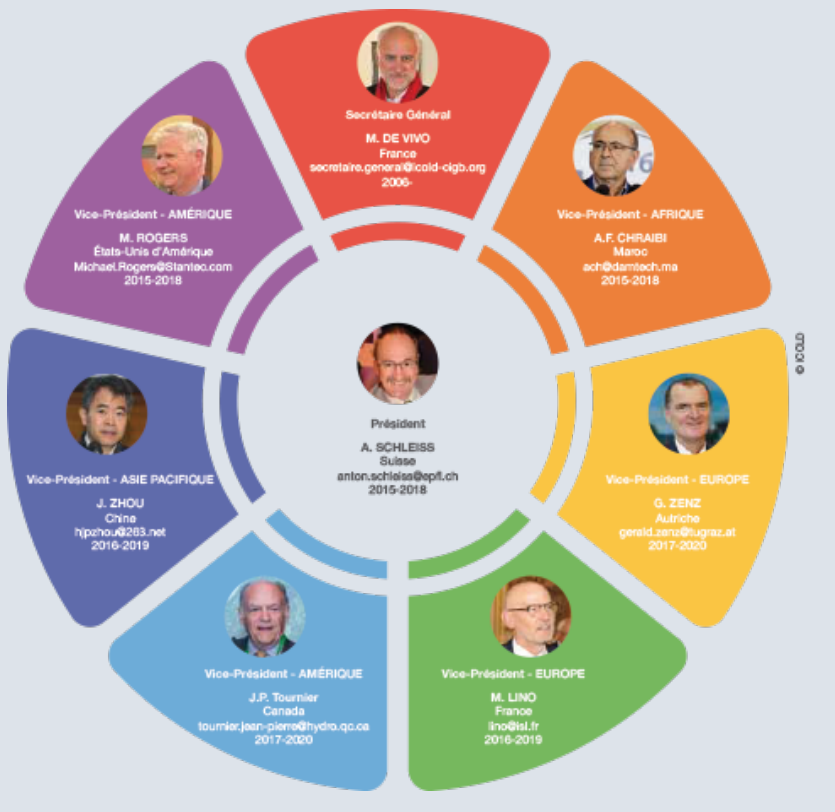 Secrétaire Général
M. DE VIVO
France
secretaire.general@icold-cigb.org
2006-
Vice-Président - AFRIQUE
A.F. CHRAIBI
Maroc
ach@damtech.ma
2015-2018
Vice-Président - EUROPE
G. ZENZ
Autriche
gerald.zenz@tugraz.at
2017-2020
Vice-Président - EUROPE
M. LINO
France
lino@isl.fr
2016-2019
Vice-Président - AMÉRIQUE
J.P. Tournier
Canada
tournier.jean-pierre@hydro.qc.ca
2017-2020
Vice-Président - ASIE PACIFIQUE
J. ZHOU
Chine
hjpzhou@263.net
2016-2019
Vice-Président - AMÉRIQUE
M. ROGERS
États-Unis d'Amérique
Michael.Rogers@Stantec.com
2015-2018
Président
A. SCHLEISS
Suisse
anton.schleiss@epfl.ch
2015-2018
© ICOLD